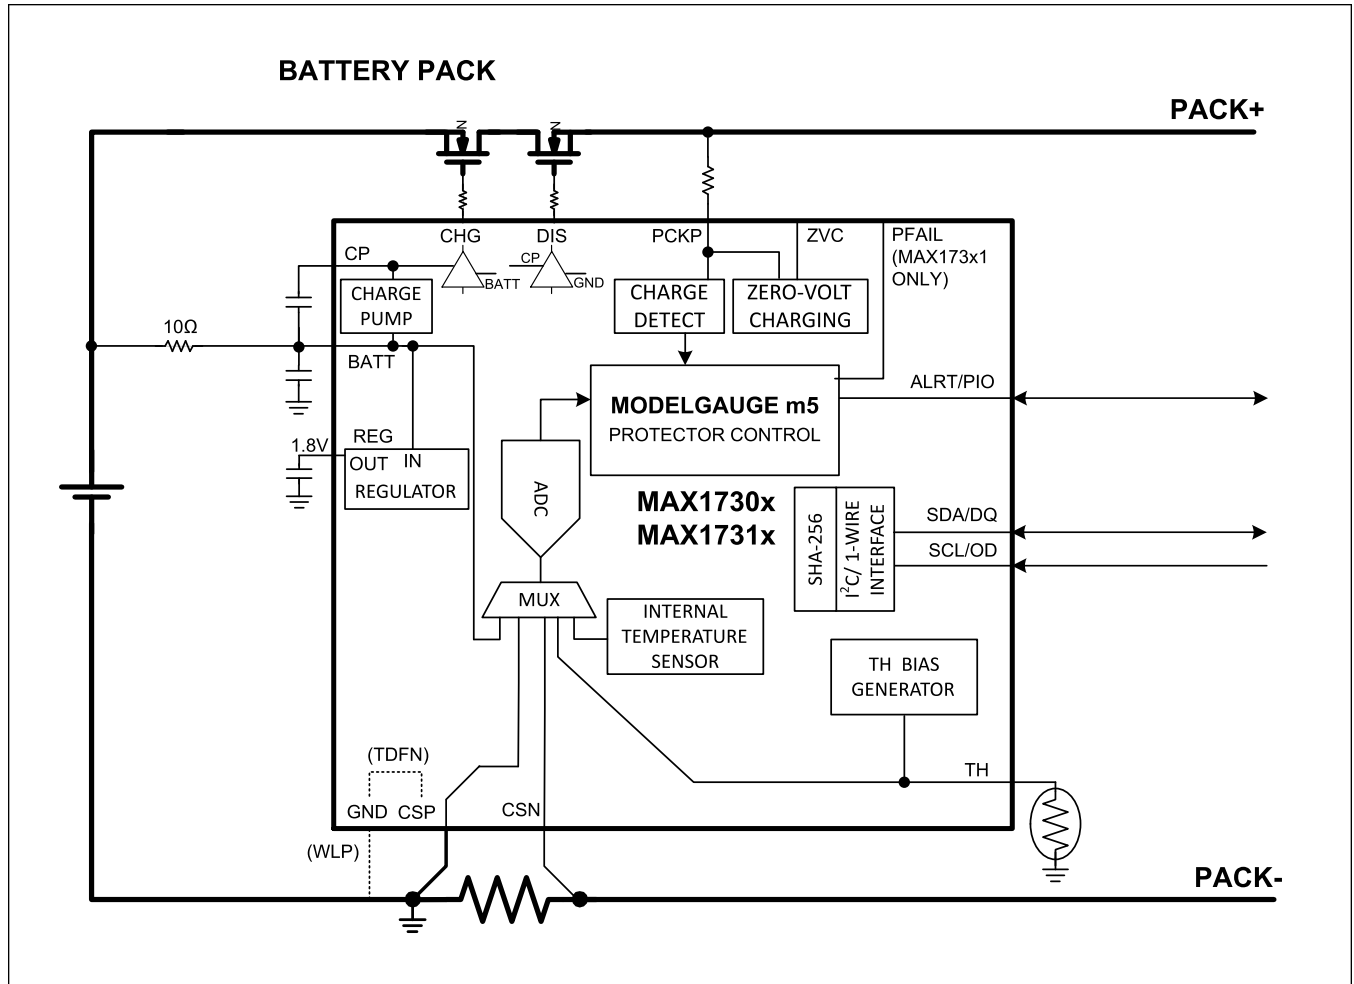 BATTERY PACK
PACK+
N
N
CHG
DIS
PCKP
ZVC
PFAIL
(MAX173x1
ONLY)
CP
CP
BATT
GND
CHARGE
PUMP
CHARGE
DETECT
ZERO-VOLT
CHARGING
10Ω
BATT
ALRT/PIO
MODELGAUGE m5
PROTECTOR CONTROL
1.8V
REG
OUT
IN
REGULATOR
ADC
MAX1730x
MAX1731x
SHA-256
I2C/ 1-WIRE
INTERFACE
SDA/DQ
SCL/OD
MUX
INTERNAL
TEMPERATURE
SENSOR
TH BIAS
GENERATOR
(TDFN)
TH
GND
CSP
CSN
(WLP)
PACK-